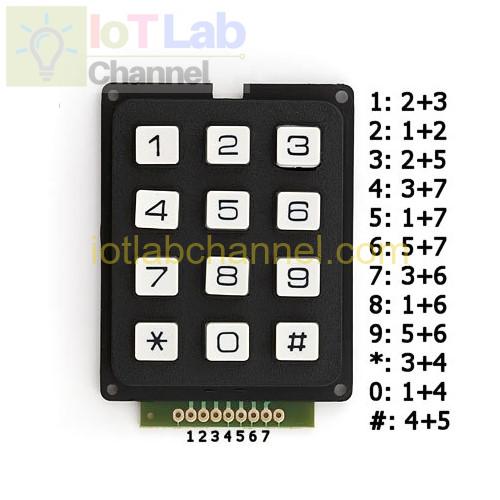 IoT Lab
Channel
1 2 3
4 5 6
7 8 9
* 0 #
iotlabchannel.com
1: 2+3
2: 1+2
3: 2+5
4: 3+7
5: 1+7
6: 5+7
7: 3+6
8: 1+6
9: 5+6
*: 3+4
0: 1+4
#: 4+5
1234567